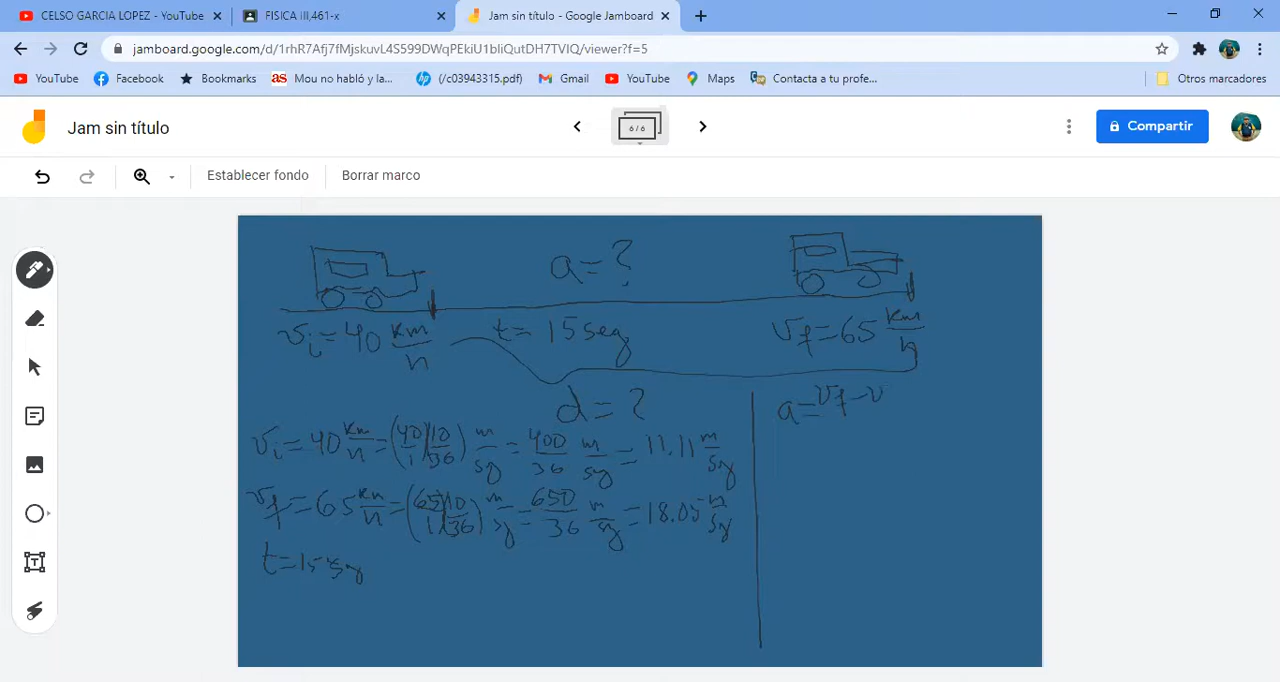 CELSO GARCIA LOPEZ - YouTube
FISICA III,461-x
Jam sin título - Google Jamboard
jamboard.google.com/d/1rhR7Afj7fMjskuvL4S599DWqPEkiU1bIiQutDH7TVIQ/viewer?f=5
YouTube Facebook Bookmarks Mou no habló y la... (/c03943315.pdf) Gmail YouTube Maps Contacta a tu profe... Otros marcadores
Jam sin título
6 / 6
Compartir
Establecer fondo Borrar marco
a = ?
vi = 40 km/h t = 15 seg vf = 65 km/h
d = ?
a = vf - v
vi = 40 km/h = (40/1)(10/36) m/sg = 400/36 m/sg = 11.11 m/sg
vf = 65 km/h = (65/1)(10/36) m/sg = 650/36 m/sg = 18.05 m/sg
t = 15 sg